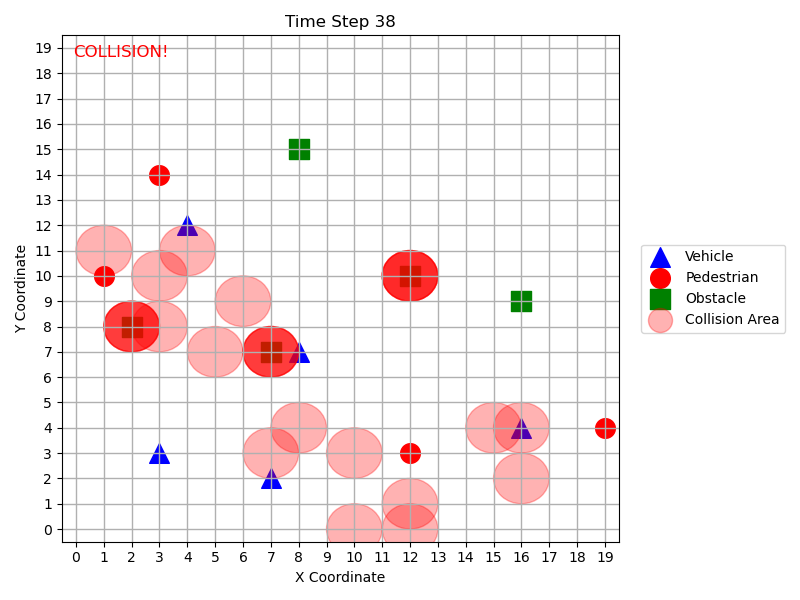 Time Step 38
COLLISION!
19
18
17
16
15
14
13
12
11
10
9
8
7
6
5
4
3
2
1
0
Y Coordinate
0 1 2 3 4 5 6 7 8 9 10 11 12 13 14 15 16 17 18 19
X Coordinate
Vehicle
Pedestrian
Obstacle
Collision Area